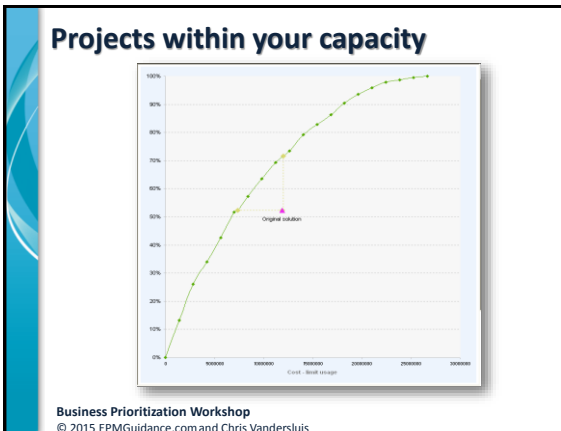 Projects within your capacity
100%
90%
80%
70%
60%
50%
Original solution
40%
30%
20%
10%
0%
0 5000000 10000000 15000000 20000000 25000000 30000000
Cost - limit usage
Business Prioritization Workshop
© 2015 EPMGuidance.com and Chris Vandersluis